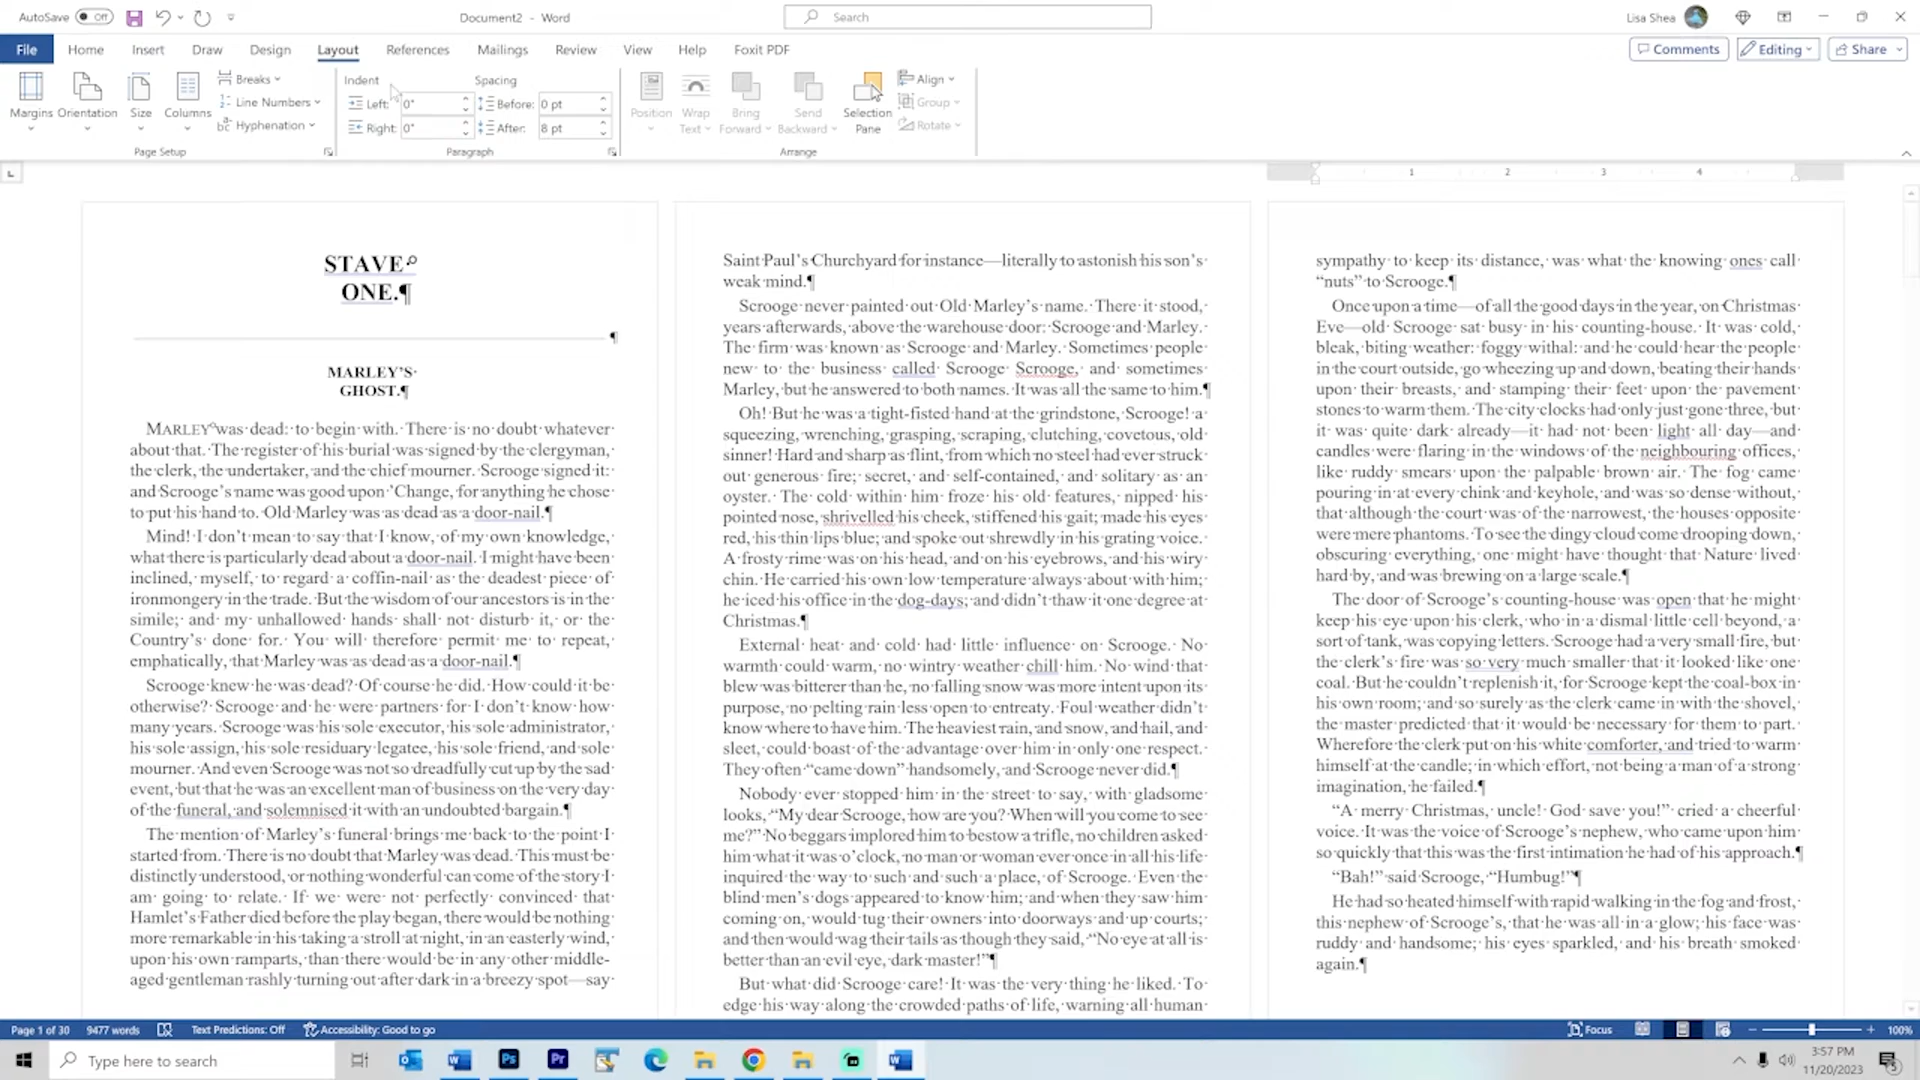 AutoSave Off
Document2 - Word
Search
Lisa Shea
File Home Insert Draw Design Layout References Mailings Review View Help Foxit PDF
Comments Editing Share
Margins
Orientation
Size
Columns
Breaks
Line Numbers
Hyphenation
Page Setup
Indent
Left: 0"
Right: 0"
Spacing
Before: 0 pt
After: 8 pt
Paragraph
Position
Wrap
Text
Bring
Forward
Send
Backward
Selection
Pane
Align
Group
Rotate
Arrange
1 2 3 4
STAVE
ONE.¶
¶
MARLEY'S
GHOST.¶
MARLEY was dead: to begin with. There is no doubt whatever
about that. The register of his burial was signed by the clergyman,
the clerk, the undertaker, and the chief mourner. Scrooge signed it:
and Scrooge's name was good upon 'Change, for anything he chose
to put his hand to. Old Marley was as dead as a door-nail.¶
Mind! I don't mean to say that I know, of my own knowledge,
what there is particularly dead about a door-nail. I might have been
inclined, myself, to regard a coffin-nail as the deadest piece of
ironmongery in the trade. But the wisdom of our ancestors is in the
simile; and my unhallowed hands shall not disturb it, or the
Country's done for. You will therefore permit me to repeat,
emphatically, that Marley was as dead as a door-nail.¶
Scrooge knew he was dead? Of course he did. How could it be
otherwise? Scrooge and he were partners for I don't know how
many years. Scrooge was his sole executor, his sole administrator,
his sole assign, his sole residuary legatee, his sole friend, and sole
mourner. And even Scrooge was not so dreadfully cut up by the sad
event, but that he was an excellent man of business on the very day
of the funeral, and solemnised it with an undoubted bargain.¶
The mention of Marley's funeral brings me back to the point I
started from. There is no doubt that Marley was dead. This must be
distinctly understood, or nothing wonderful can come of the story I
am going to relate. If we were not perfectly convinced that
Hamlet's Father died before the play began, there would be nothing
more remarkable in his taking a stroll at night, in an easterly wind,
upon his own ramparts, than there would be in any other middle-
aged gentleman rashly turning out after dark in a breezy spot—say
Saint Paul's Churchyard for instance—literally to astonish his son's
weak mind.¶
Scrooge never painted out Old Marley's name. There it stood,
years afterwards, above the warehouse door: Scrooge and Marley.
The firm was known as Scrooge and Marley. Sometimes people
new to the business called Scrooge Scrooge, and sometimes
Marley, but he answered to both names. It was all the same to him.¶
Oh! But he was a tight-fisted hand at the grindstone, Scrooge! a
squeezing, wrenching, grasping, scraping, clutching, covetous, old
sinner! Hard and sharp as flint, from which no steel had ever struck
out generous fire; secret, and self-contained, and solitary as an
oyster. The cold within him froze his old features, nipped his
pointed nose, shrivelled his cheek, stiffened his gait; made his eyes
red, his thin lips blue; and spoke out shrewdly in his grating voice.
A frosty rime was on his head, and on his eyebrows, and his wiry
chin. He carried his own low temperature always about with him;
he iced his office in the dog-days; and didn't thaw it one degree at
Christmas.¶
External heat and cold had little influence on Scrooge. No
warmth could warm, no wintry weather chill him. No wind that
blew was bitterer than he, no falling snow was more intent upon its
purpose, no pelting rain less open to entreaty. Foul weather didn't
know where to have him. The heaviest rain, and snow, and hail, and
sleet, could boast of the advantage over him in only one respect.
They often “came down” handsomely, and Scrooge never did.¶
Nobody ever stopped him in the street to say, with gladsome
looks, “My dear Scrooge, how are you? When will you come to see
me?” No beggars implored him to bestow a trifle, no children asked
him what it was o'clock, no man or woman ever once in all his life
inquired the way to such and such a place, of Scrooge. Even the
blind men's dogs appeared to know him; and when they saw him
coming on, would tug their owners into doorways and up courts;
and then would wag their tails as though they said, “No eye at all is
better than an evil eye, dark master!”¶
But what did Scrooge care! It was the very thing he liked. To
edge his way along the crowded paths of life, warning all human
sympathy to keep its distance, was what the knowing ones call
“nuts” to Scrooge.¶
Once upon a time—of all the good days in the year, on Christmas
Eve—old Scrooge sat busy in his counting-house. It was cold,
bleak, biting weather: foggy withal: and he could hear the people
in the court outside, go wheezing up and down, beating their hands
upon their breasts, and stamping their feet upon the pavement
stones to warm them. The city clocks had only just gone three, but
it was quite dark already—it had not been light all day—and
candles were flaring in the windows of the neighbouring offices,
like ruddy smears upon the palpable brown air. The fog came
pouring in at every chink and keyhole, and was so dense without,
that although the court was of the narrowest, the houses opposite
were mere phantoms. To see the dingy cloud come drooping down,
obscuring everything, one might have thought that Nature lived
hard by, and was brewing on a large scale.¶
The door of Scrooge's counting-house was open that he might
keep his eye upon his clerk, who in a dismal little cell beyond, a
sort of tank, was copying letters. Scrooge had a very small fire, but
the clerk's fire was so very much smaller that it looked like one
coal. But he couldn't replenish it, for Scrooge kept the coal-box in
his own room; and so surely as the clerk came in with the shovel,
the master predicted that it would be necessary for them to part.
Wherefore the clerk put on his white comforter, and tried to warm
himself at the candle; in which effort, not being a man of a strong
imagination, he failed.¶
“A merry Christmas, uncle! God save you!” cried a cheerful
voice. It was the voice of Scrooge's nephew, who came upon him
so quickly that this was the first intimation he had of his approach.¶
“Bah!” said Scrooge, “Humbug!”¶
He had so heated himself with rapid walking in the fog and frost,
this nephew of Scrooge's, that he was all in a glow; his face was
ruddy and handsome; his eyes sparkled, and his breath smoked
again.¶
Page 1 of 30 9477 words Text Predictions: Off Accessibility: Good to go
Focus 100%
Type here to search
Ps
Pr
3:57 PM
11/20/2023